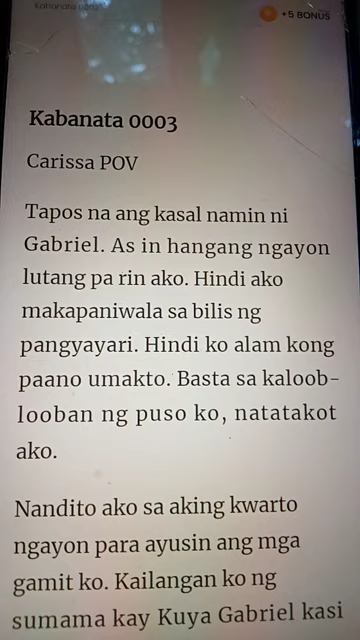 Kabanata 0003
+5 BONUS
Kabanata 0003
Carissa POV
Tapos na ang kasal namin ni
Gabriel. As in hangang ngayon
lutang pa rin ako. Hindi ako
makapaniwala sa bilis ng
pangyayari. Hindi ko alam kong
paano umakto. Basta sa kaloob-
looban ng puso ko, natatakot
ako.
Nandito ako sa aking kwarto
ngayon para ayusin ang mga
gamit ko. Kailangan ko ng
sumama kay Kuya Gabriel kasi